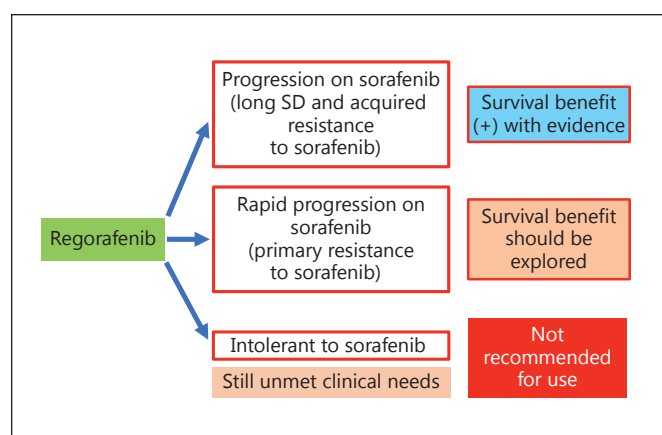 Regorafenib
Progression on sorafenib
(long SD and acquired
resistance
to sorafenib)
Survival benefit
(+) with evidence
Rapid progression on
sorafenib
(primary resistance
to sorafenib)
Survival benefit
should be
explored
Intolerant to sorafenib
Still unmet clinical needs
Not
recommended
for use